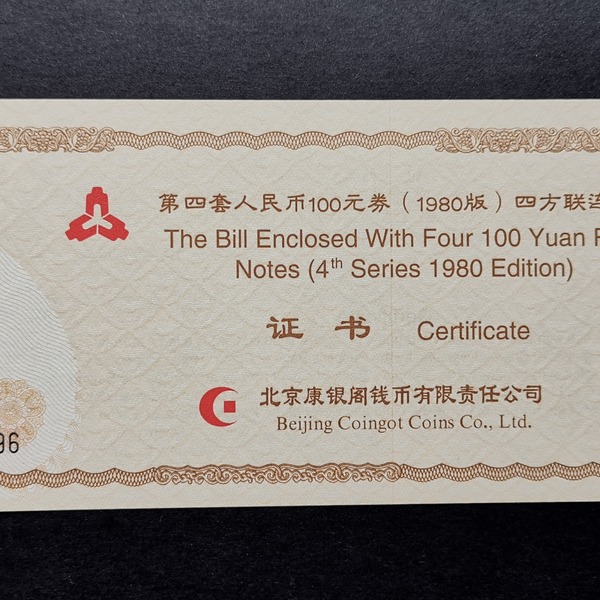 第四套人民币100元券（1980版）四方联连
The Bill Enclosed With Four 100 Yuan R
Notes (4th Series 1980 Edition)
证 书 Certificate
北京康银阁钱币有限责任公司
Beijing Coingot Coins Co., Ltd.
96